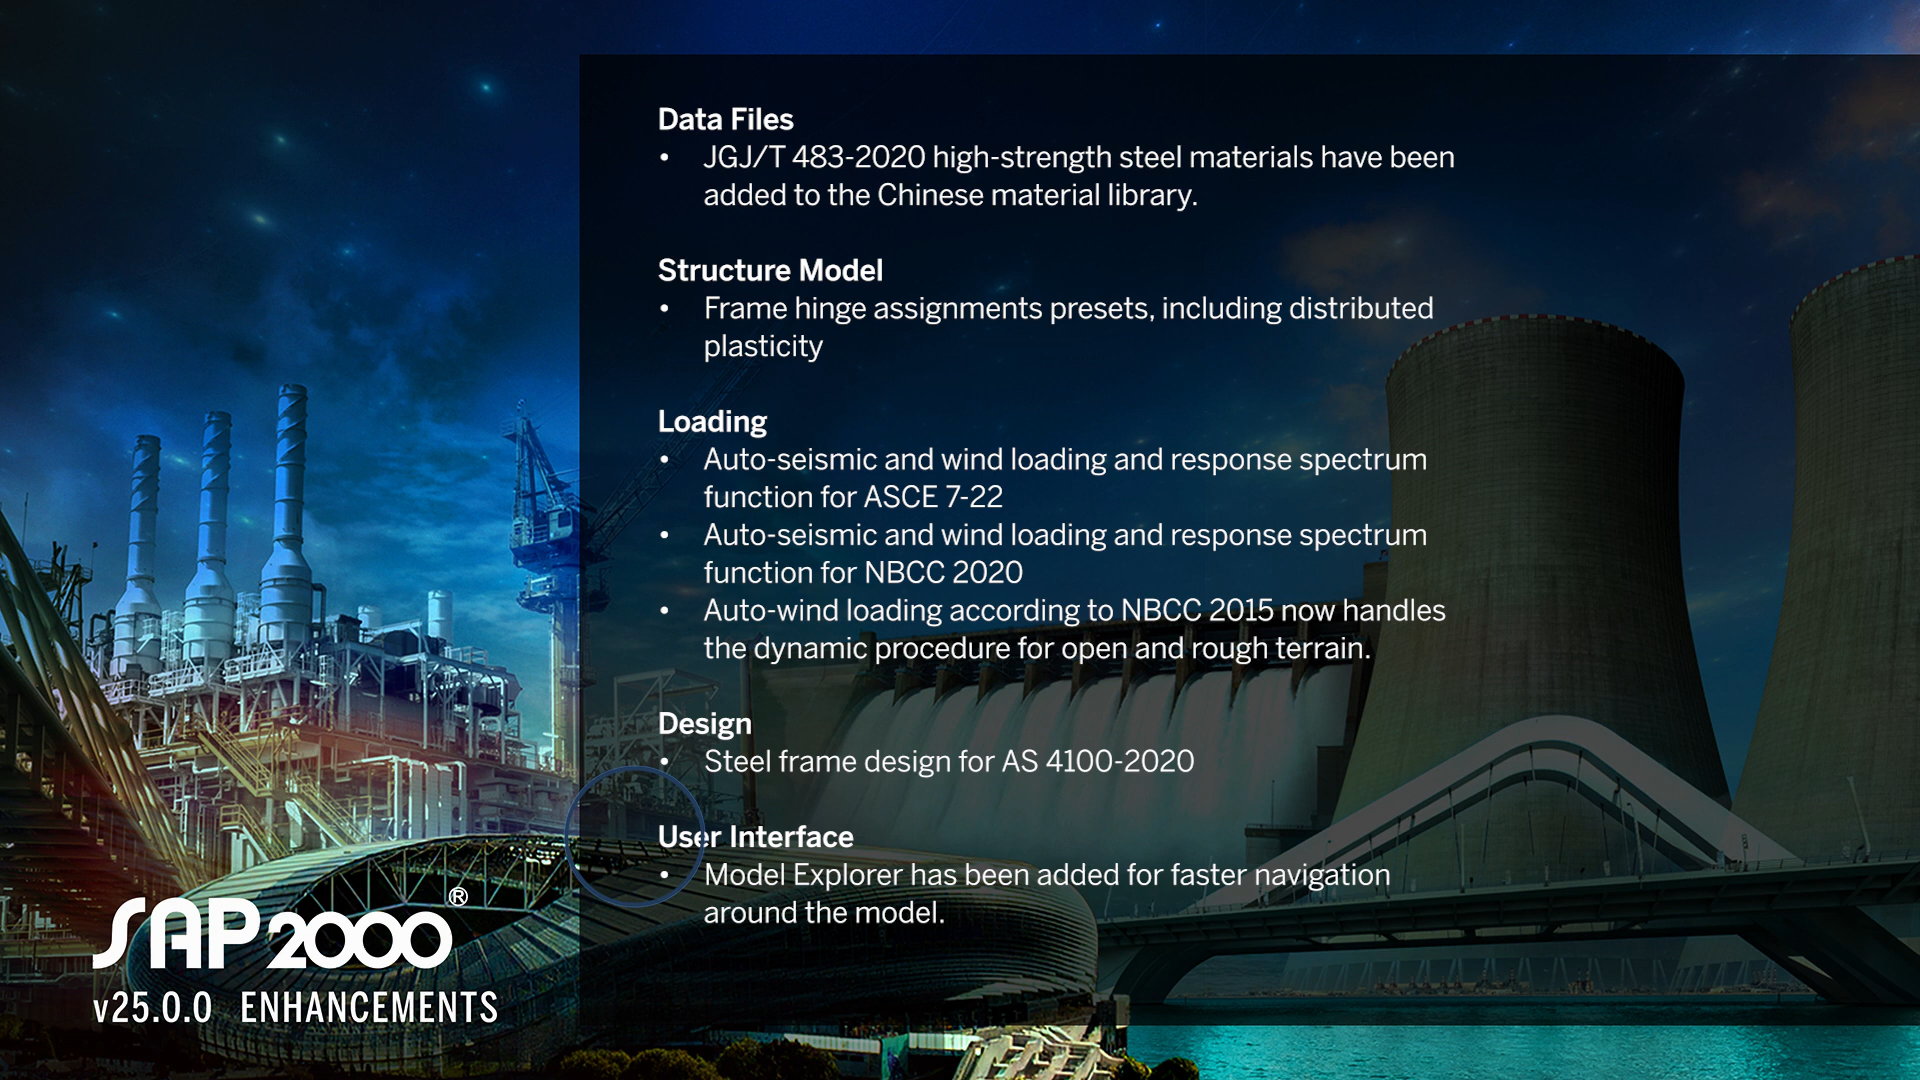 Data Files
• JGJ/T 483-2020 high-strength steel materials have been
added to the Chinese material library.
Structure Model
• Frame hinge assignments presets, including distributed
plasticity
Loading
• Auto-seismic and wind loading and response spectrum
function for ASCE 7-22
• Auto-seismic and wind loading and response spectrum
function for NBCC 2020
• Auto-wind loading according to NBCC 2015 now handles
the dynamic procedure for open and rough terrain.
Design
• Steel frame design for AS 4100-2020
User Interface
• Model Explorer has been added for faster navigation
around the model.
SAP2000®
v25.0.0 ENHANCEMENTS